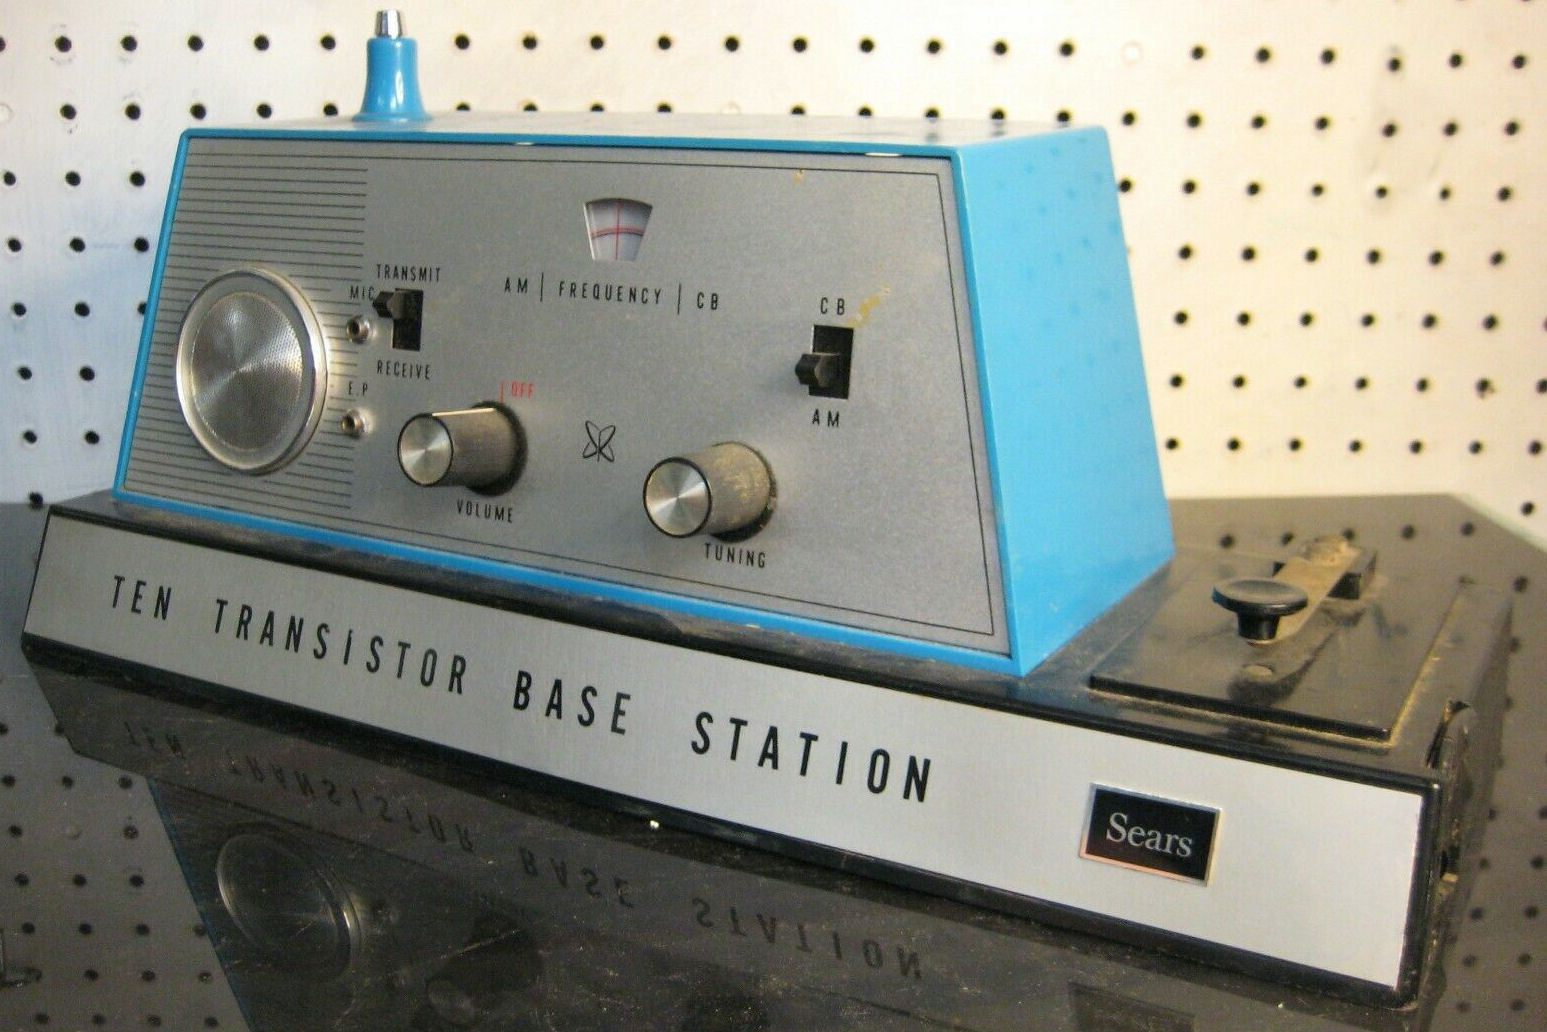 TRANSMIT
MIC
RECEIVE
E.P
AM | FREQUENCY | CB
CB
AM
OFF
VOLUME
TUNING
TEN TRANSiSTOR BASE STATION
Sears